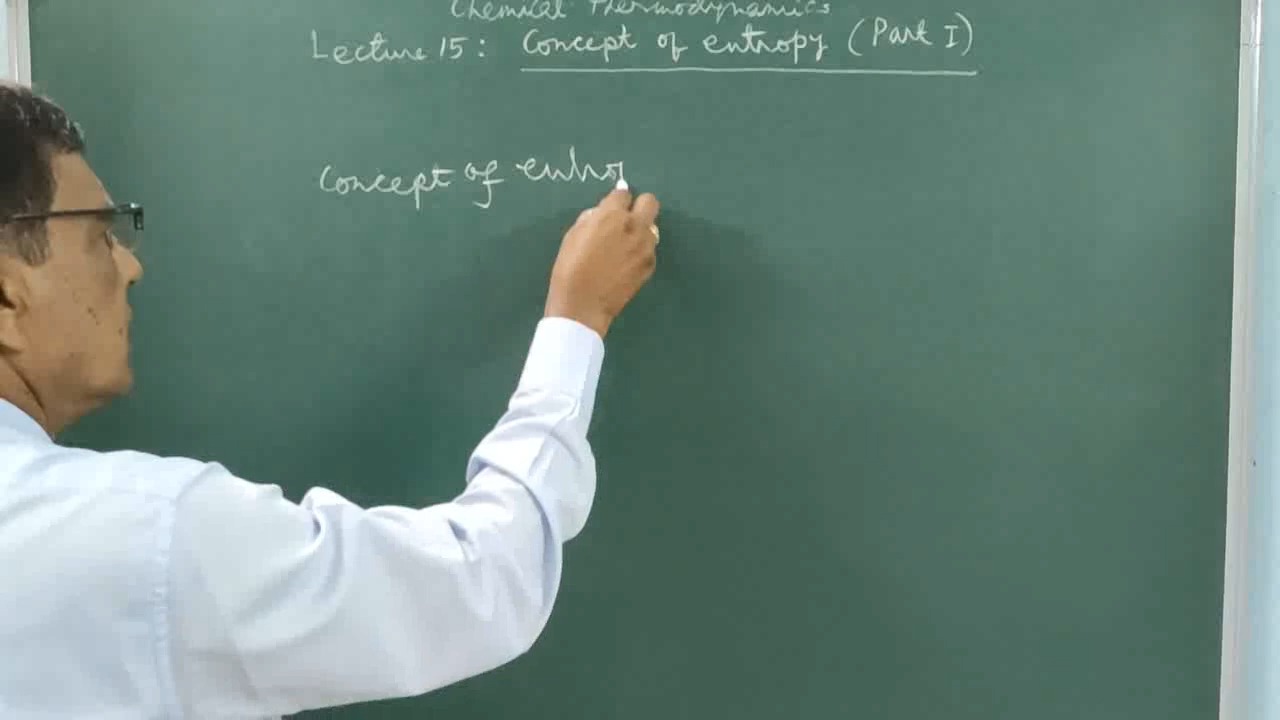 Chemical Thermodynamics
Lecture 15: Concept of entropy (Part I)
Concept of entro